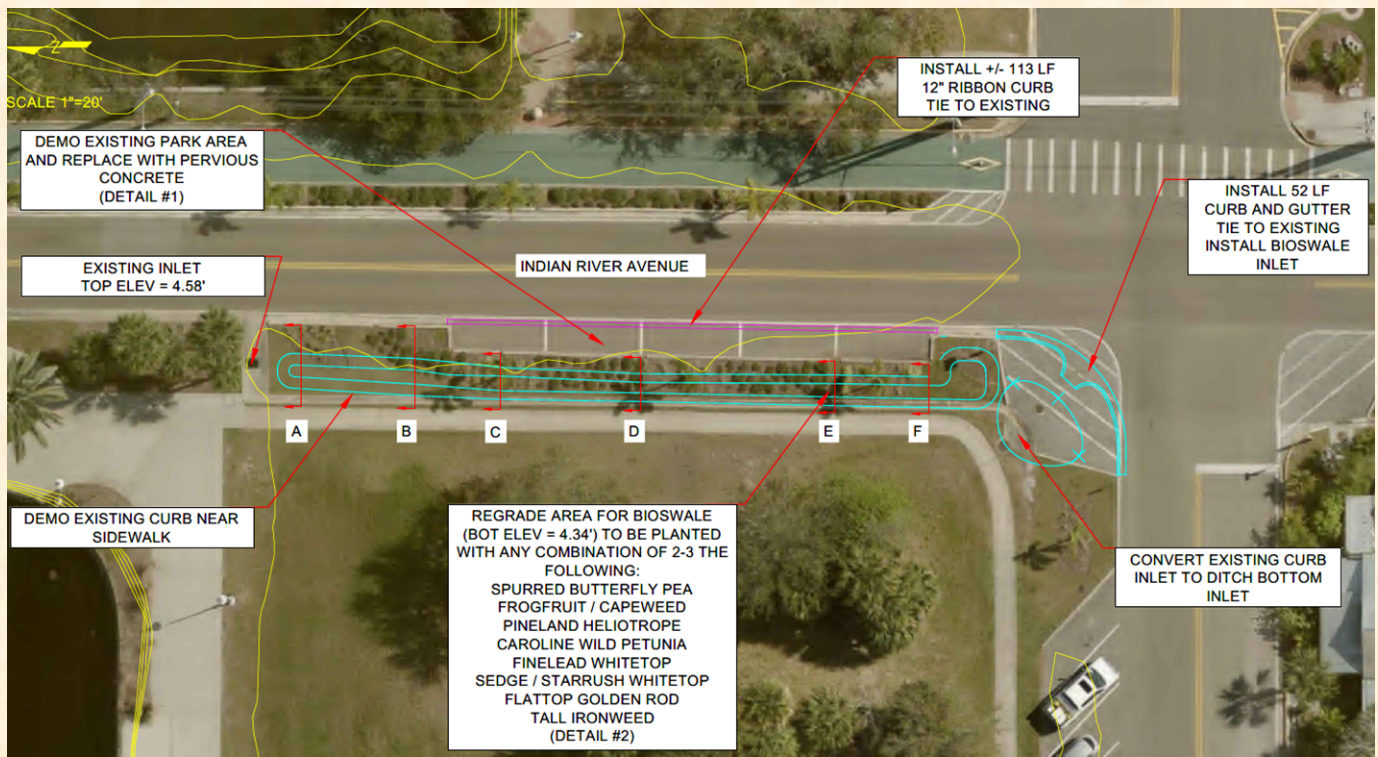 Z
SCALE 1"=20'
INSTALL +/- 113 LF
12" RIBBON CURB
TIE TO EXISTING
DEMO EXISTING PARK AREA
AND REPLACE WITH PERVIOUS
CONCRETE
(DETAIL #1)
INSTALL 52 LF
CURB AND GUTTER
TIE TO EXISTING
INSTALL BIOSWALE
INLET
EXISTING INLET
TOP ELEV = 4.58'
INDIAN RIVER AVENUE
A
B
C
D
E
F
DEMO EXISTING CURB NEAR
SIDEWALK
REGRADE AREA FOR BIOSWALE
(BOT ELEV = 4.34') TO BE PLANTED
WITH ANY COMBINATION OF 2-3 THE
FOLLOWING:
SPURRED BUTTERFLY PEA
FROGFRUIT / CAPEWEED
PINELAND HELIOTROPE
CAROLINE WILD PETUNIA
FINELEAD WHITETOP
SEDGE / STARRUSH WHITETOP
FLATTOP GOLDEN ROD
TALL IRONWEED
(DETAIL #2)
CONVERT EXISTING CURB
INLET TO DITCH BOTTOM
INLET